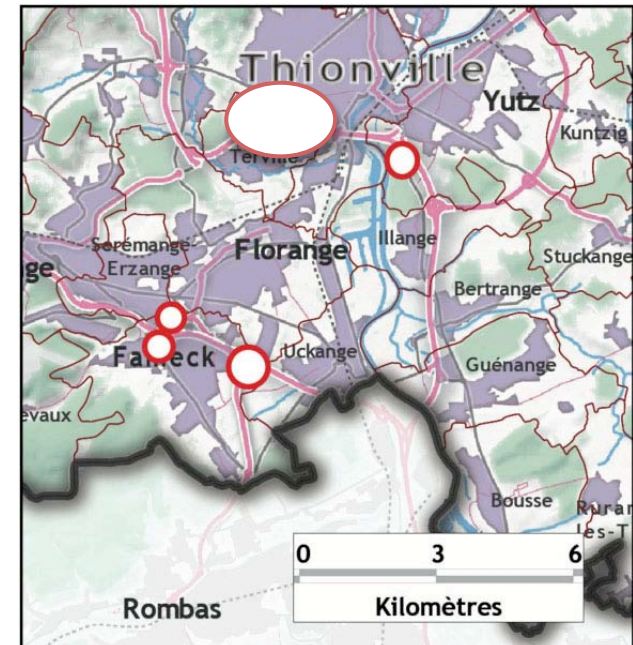 Thionville
Yutz
Kuntzig
Terville
Serémange
Erzange
Florange
Illange
Stuckange
Bertrange
Uckange
Guénange
Bousse
Rombas
0 3 6
Kilomètres